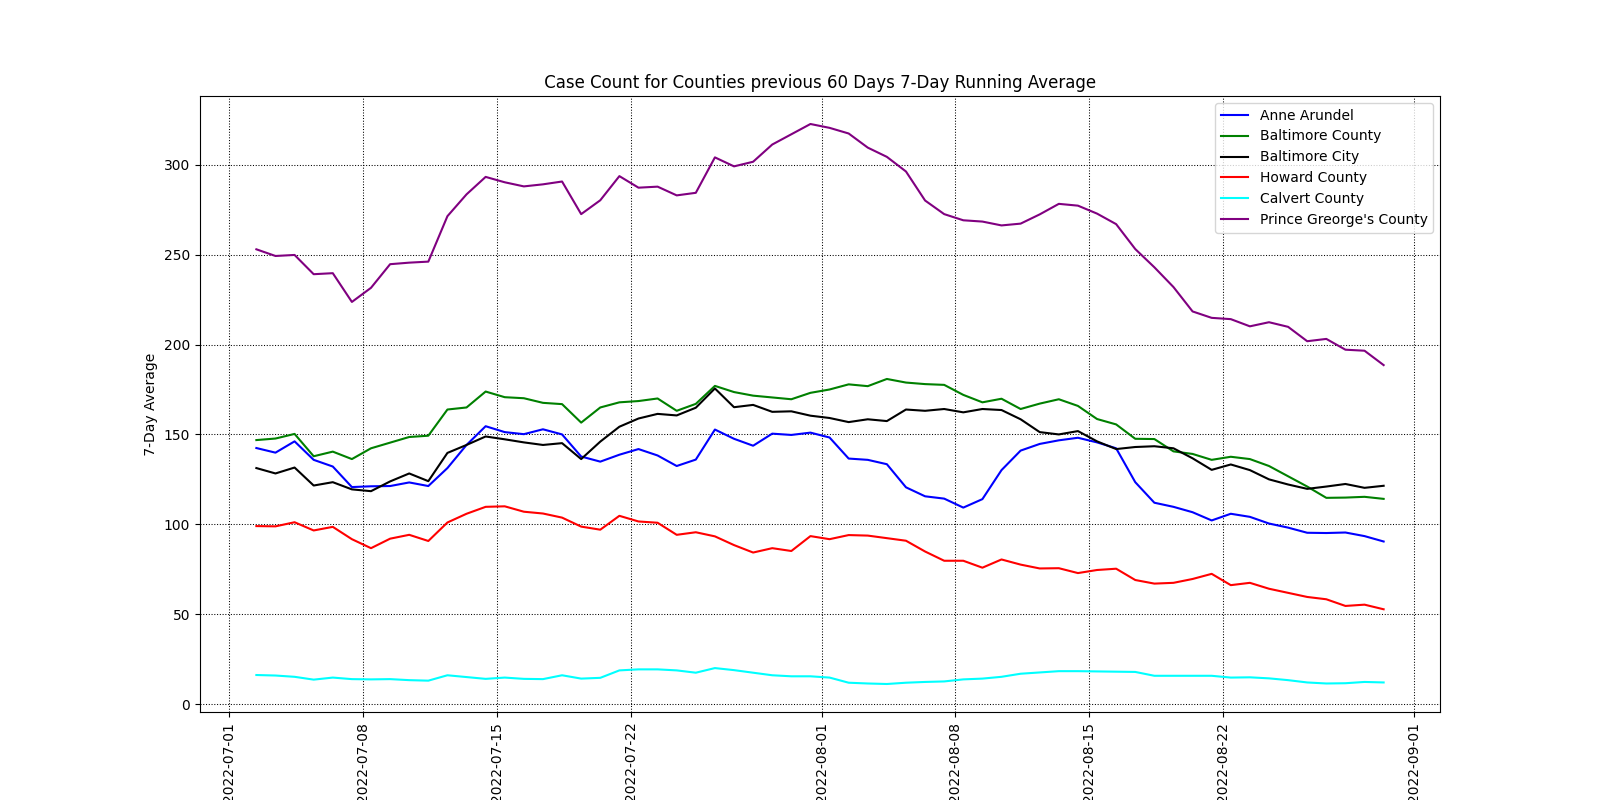 Case Count for Counties previous 60 Days 7-Day Running Average
Anne Arundel
Baltimore County
Baltimore City
Howard County
Calvert County
Prince Greorge's County
7-Day Average
300
250
200
150
100
50
0
2022-07-01
2022-07-08
2022-07-15
2022-07-22
2022-08-01
2022-08-08
2022-08-15
2022-08-22
2022-09-01